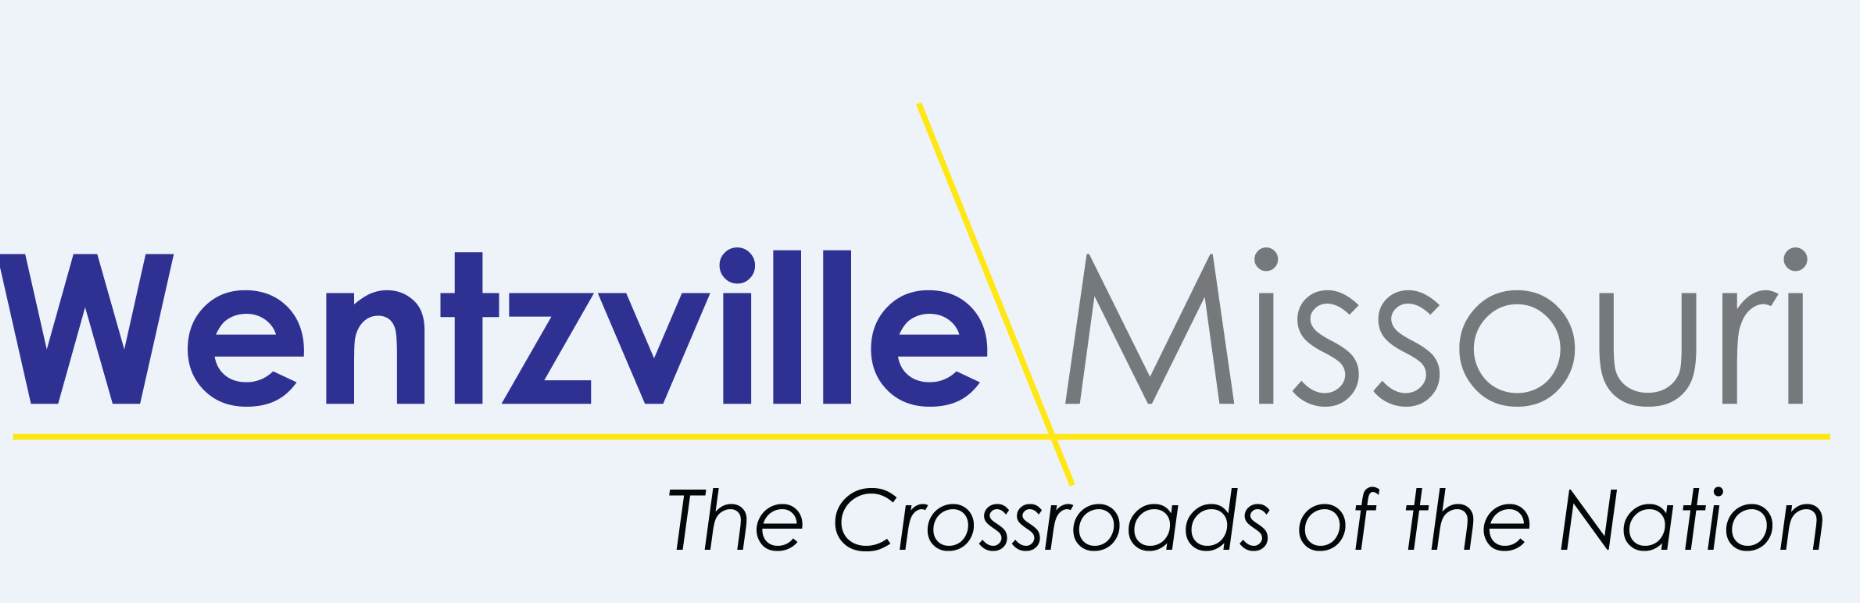 Wentzville Missouri
The Crossroads of the Nation